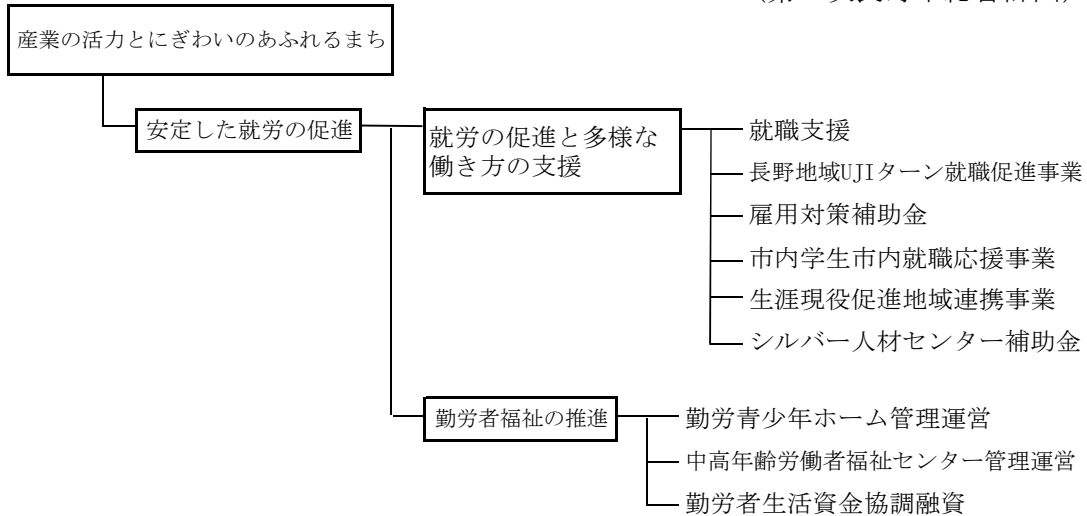 産業の活力とにぎわいのあふれるまち
安定した就労の促進
就労の促進と多様な
働き方の支援
就職支援
長野地域UJIターン就職促進事業
雇用対策補助金
市内学生市内就職応援事業
生涯現役促進地域連携事業
シルバー人材センター補助金
勤労者福祉の推進
勤労青少年ホーム管理運営
中高年齢労働者福祉センター管理運営
勤労者生活資金協調融資